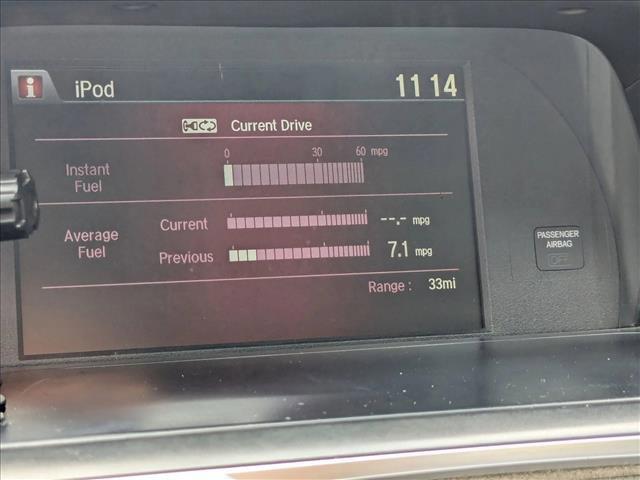 i iPod 11 14
Current Drive
0 30 60 mpg
Instant
Fuel
Current --.- mpg
Average
Fuel
Previous 7.1 mpg
Range : 33mi
PASSENGER
AIRBAG
OFF